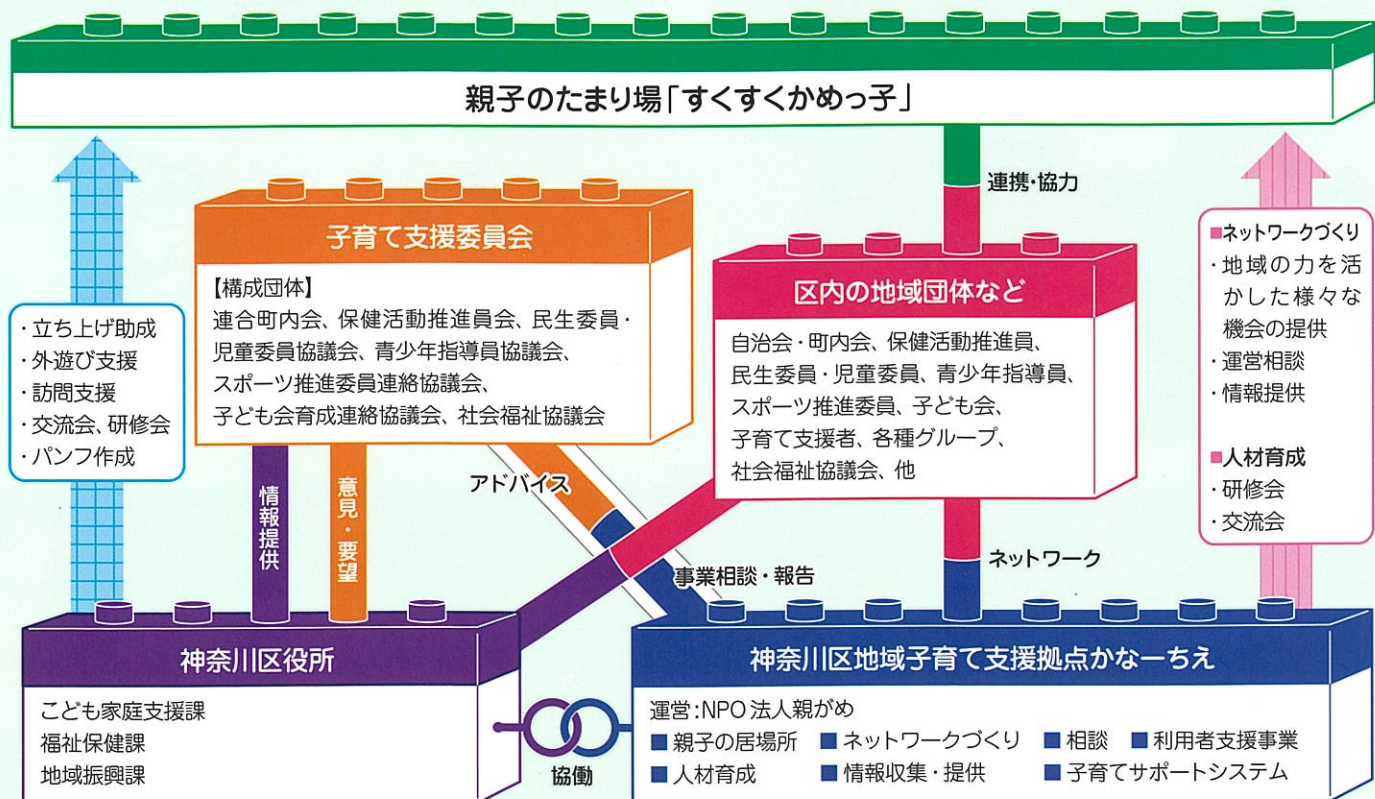 親子のたまり場「すくすくかめっ子」
連携・協力
子育て支援委員会
【構成団体】
連合町内会、保健活動推進員会、民生委員・
児童委員協議会、青少年指導員協議会、
スポーツ推進委員連絡協議会、
子ども会育成連絡協議会、社会福祉協議会
区内の地域団体など
自治会・町内会、保健活動推進員、
民生委員・児童委員、青少年指導員、
スポーツ推進委員、子ども会、
子育て支援者、各種グループ、
社会福祉協議会、他
・立ち上げ助成
・外遊び支援
・訪問支援
・交流会、研修会
・パンフ作成
■ネットワークづくり
・地域の力を活
かした様々な
機会の提供
・運営相談
・情報提供
■人材育成
・研修会
・交流会
情報提供
意見・要望
アドバイス
事業相談・報告
ネットワーク
神奈川区役所
こども家庭支援課
福祉保健課
地域振興課
協働
神奈川区地域子育て支援拠点かなーちえ
運営:NPO法人親がめ
■親子の居場所 ■ネットワークづくり ■相談 ■利用者支援事業
■人材育成 ■情報収集・提供 ■子育てサポートシステム